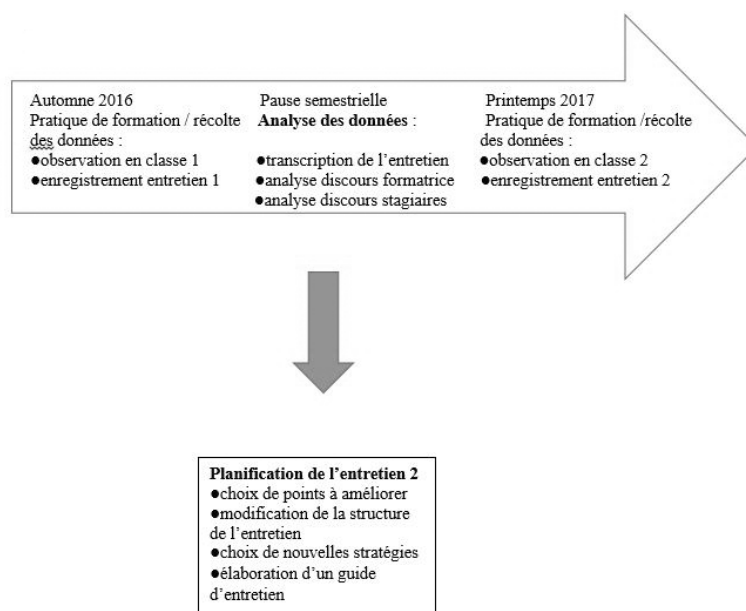 Automne 2016
Pratique de formation / récolte
des données :
●observation en classe 1
●enregistrement entretien 1
Pause semestrielle
Analyse des données :
●transcription de l’entretien
●analyse discours formatrice
●analyse discours stagiaires
Printemps 2017
Pratique de formation /récolte
des données :
●observation en classe 2
●enregistrement entretien 2
Planification de l’entretien 2
●choix de points à améliorer
●modification de la structure
de l’entretien
●choix de nouvelles stratégies
●élaboration d’un guide
d’entretien